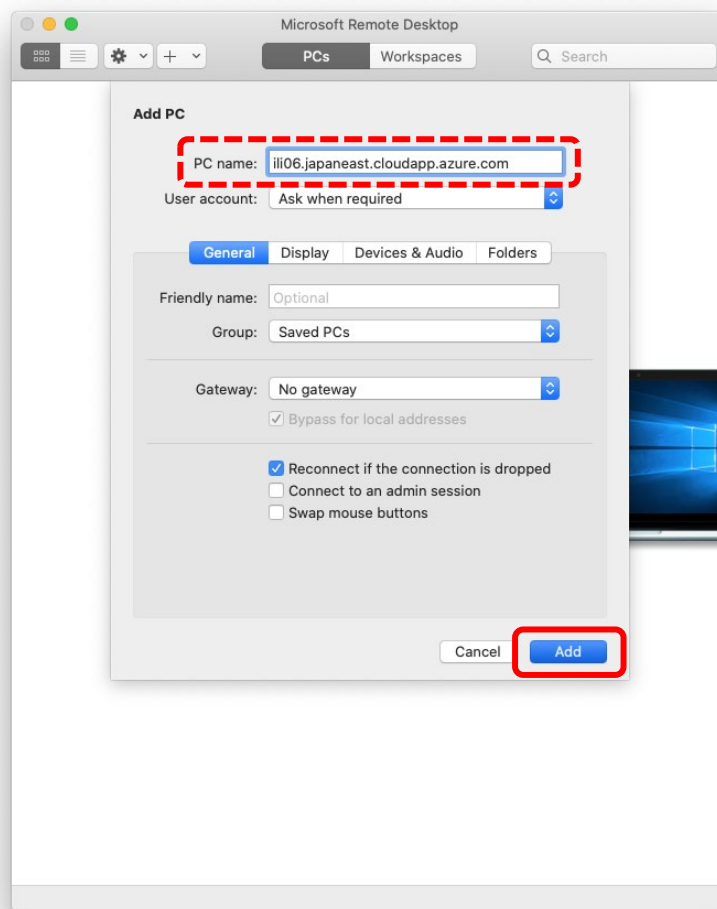 Microsoft Remote Desktop
PCs Workspaces Search
Add PC
PC name: ili06.japaneast.cloudapp.azure.com
User account: Ask when required
General Display Devices & Audio Folders
Friendly name: Optional
Group: Saved PCs
Gateway: No gateway
Bypass for local addresses
Reconnect if the connection is dropped
Connect to an admin session
Swap mouse buttons
Cancel Add